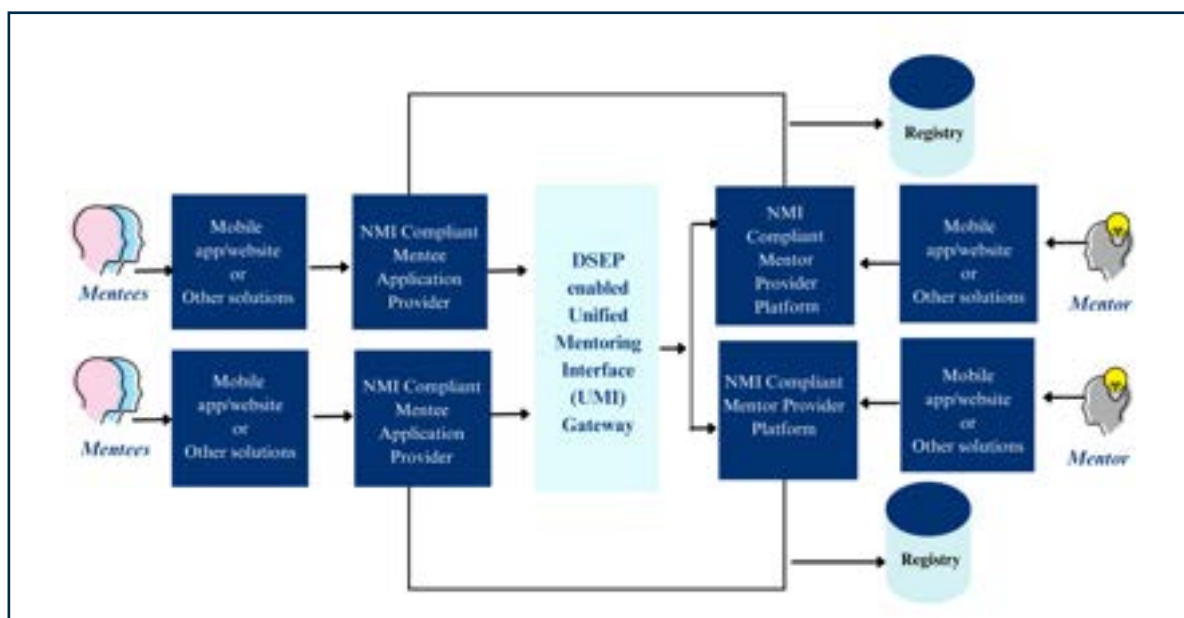 Registry
Mentees
Mobile
app/website
or
Other solutions
NMI Compliant
Mentee
Application
Provider
DSEP
enabled
Unified
Mentoring
Interface
(UMI)
Gateway
NMI
Compliant
Mentor
Provider
Platform
Mobile
app/website
or
Other solutions
Mentor
Mentees
Mobile
app/website
or
Other solutions
NMI Compliant
Mentee
Application
Provider
NMI Compliant
Mentor Provider
Platform
Mobile
app/website
or
Other solutions
Mentor
Registry